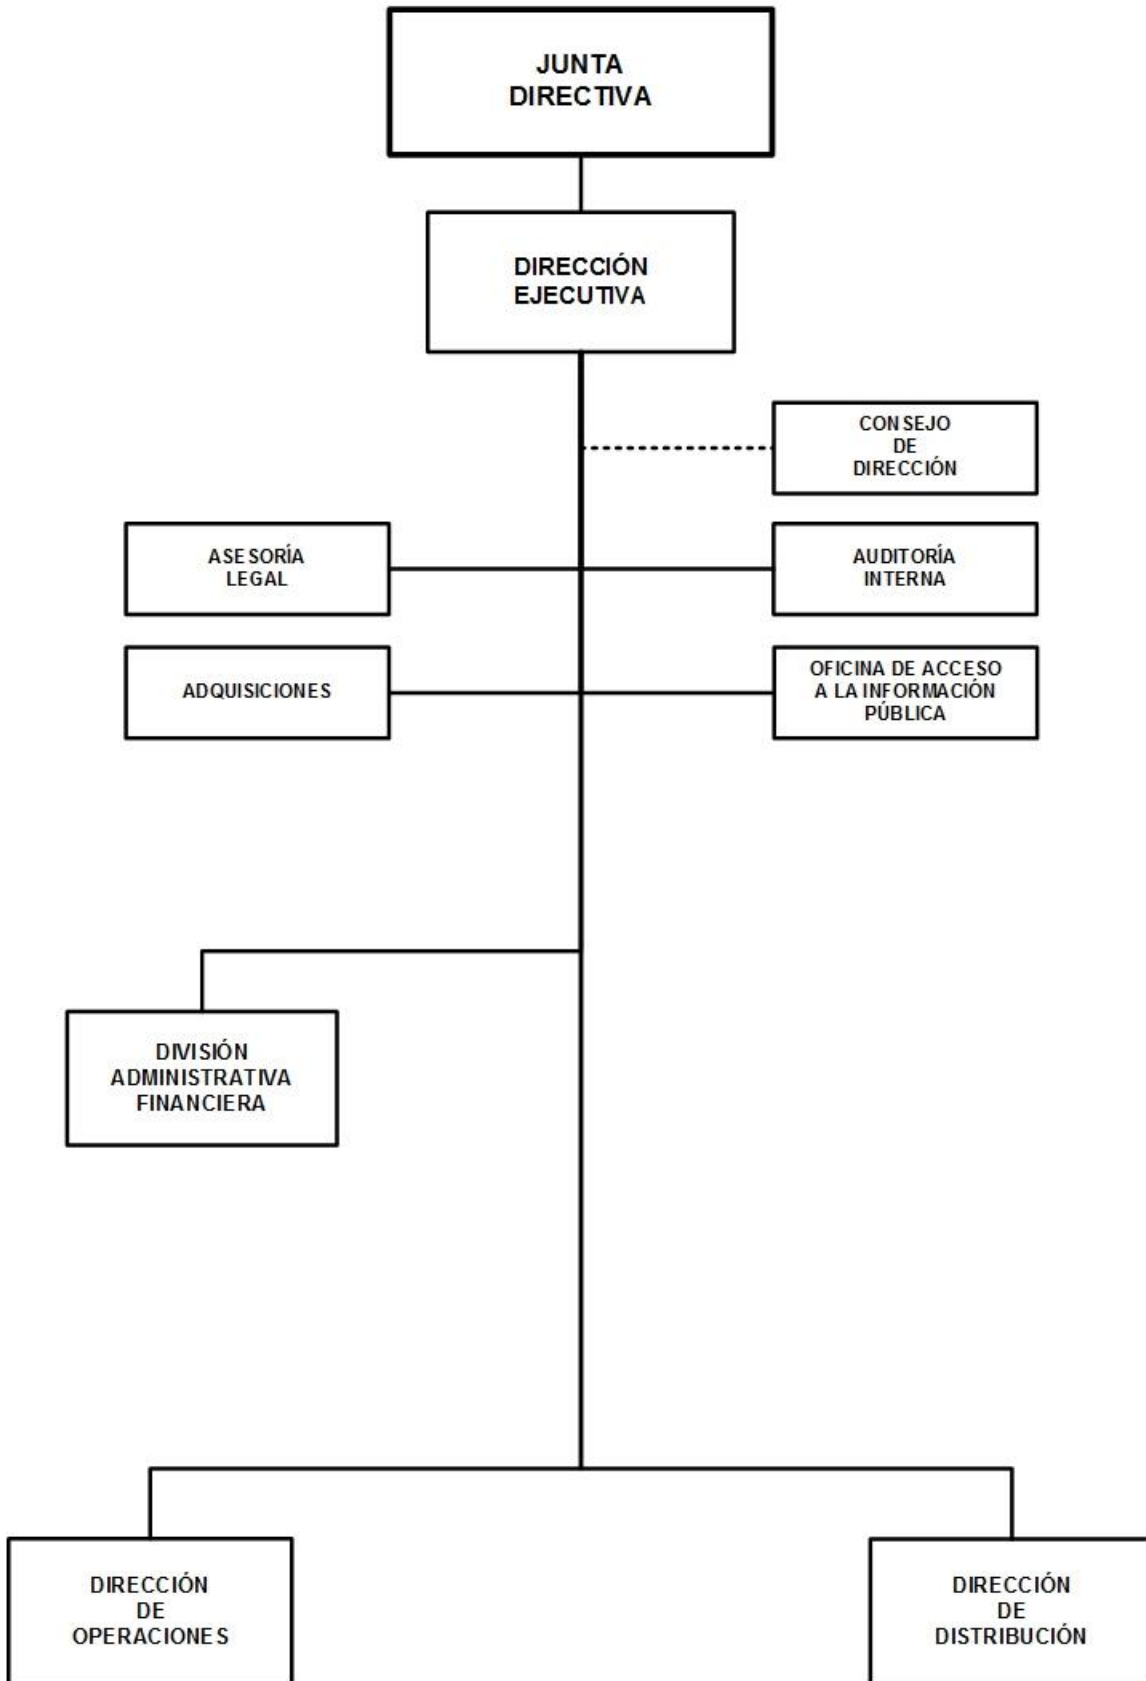 JUNTA
DIRECTIVA
DIRECCIÓN
EJECUTIVA
CONSEJO
DE
DIRECCIÓN
ASESORÍA
LEGAL
AUDITORÍA
INTERNA
ADQUISICIONES
OFICINA DE ACCESO
A LA INFORMACIÓN
PÚBLICA
DIVISIÓN
ADMINISTRATIVA
FINANCIERA
DIRECCIÓN
DE
OPERACIONES
DIRECCIÓN
DE
DISTRIBUCIÓN